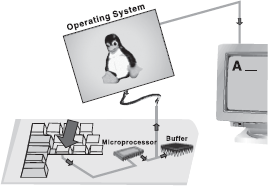 Operating System
A _
Microprocessor
Buffer